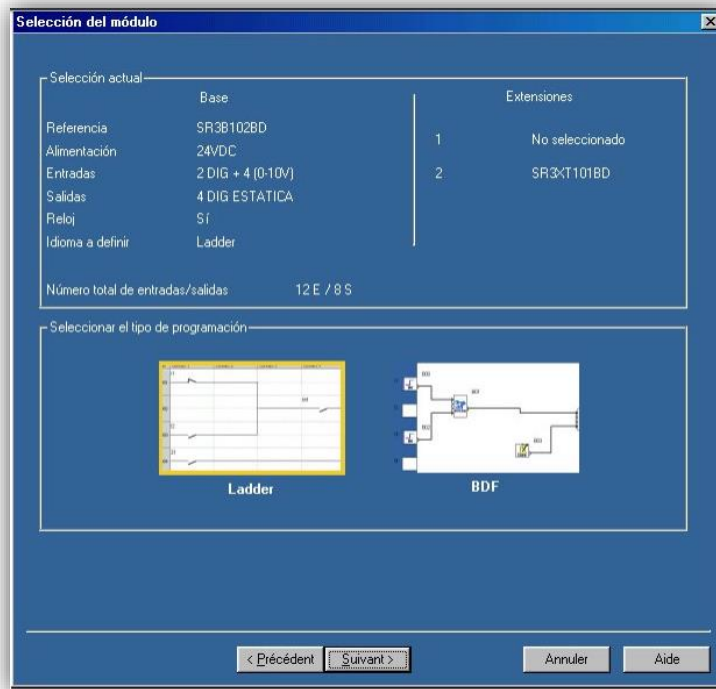 Selección del módulo
Selección actual
Base
Extensiones
Referencia SR3B102BD
Alimentación 24VDC
Entradas 2 DIG + 4 (0-10V)
Salidas 4 DIG ESTATICA
Reloj Sí
Idioma a definir Ladder
1 No seleccionado
2 SR3XT101BD
Número total de entradas/salidas 12 E / 8 S
Seleccionar el tipo de programación
Ladder
BDF
< Précédent
Suivant >
Annuler
Aide